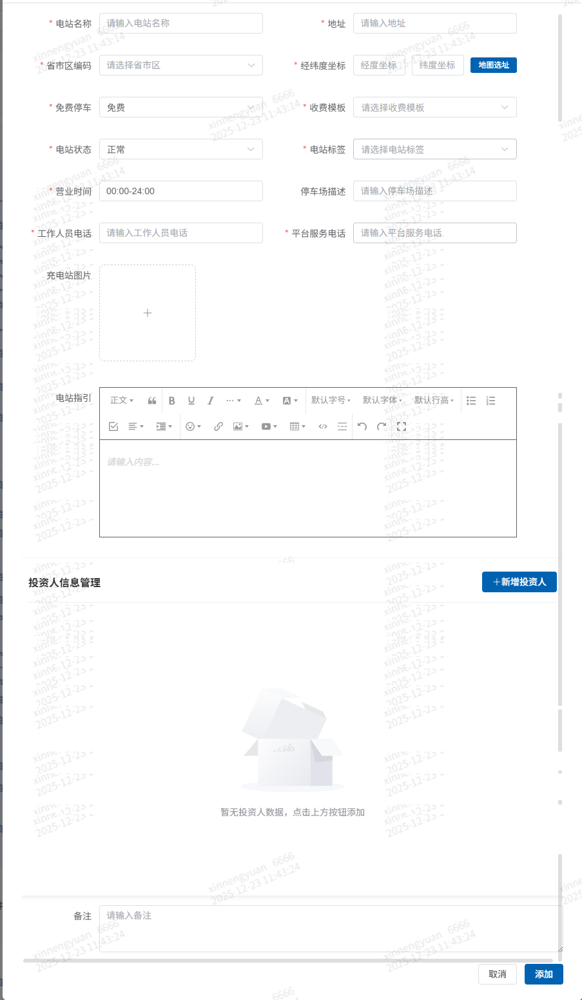 * 电站名称 请输入电站名称 * 地址 请输入地址
* 省市区编码 请选择省市区 * 经纬度坐标 经度坐标 纬度坐标 地图选址
* 免费停车 免费 * 收费模板 请选择收费模板
* 电站状态 正常 * 电站标签 请选择电站标签
* 营业时间 00:00-24:00 停车场描述 请输入停车场描述
* 工作人员电话 请输入工作人员电话 * 平台服务电话 请输入平台服务电话
充电站图片
电站指引 正文 B U I ... A A 默认字号 默认字体 默认行高
请输入内容...
投资人信息管理 +新增投资人
暂无投资人数据，点击上方按钮添加
备注 请输入备注
取消 添加
xinnengyuan 6666
2025-12-23 11:43:14
xinnengyuan 6666
2025-12-23 11:43:24